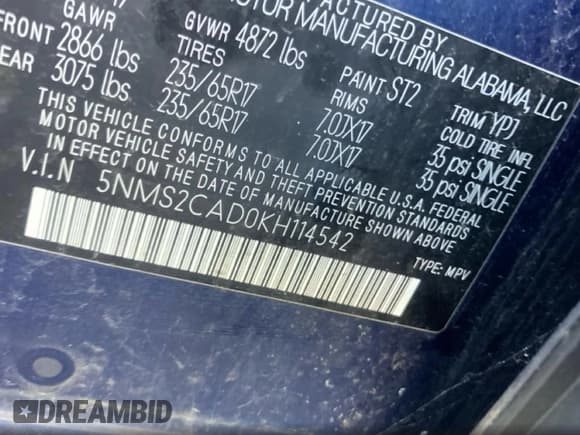 FACTURED BY
MOTOR MANUFACTURING ALABAMA, LLC
GAWR
GVWR 4872 lbs
FRONT 2866 lbs
TIRES
PAINT ST2
TRIM YPJ
EAR 3075 lbs
235/65R17
RIMS
COLD TIRE INFL
235/65R17
7.0JX17
35 psi SINGLE
7.0JX17
35 psi SINGLE
THIS VEHICLE CONFORMS TO ALL APPLICABLE U.S.A. FEDERAL
MOTOR VEHICLE SAFETY AND THEFT PREVENTION STANDARDS
IN EFFECT ON THE DATE OF MANUFACTURE SHOWN ABOVE
V.I.N 5NMS2CAD0KH114542
TYPE: MPV
DREAMBID